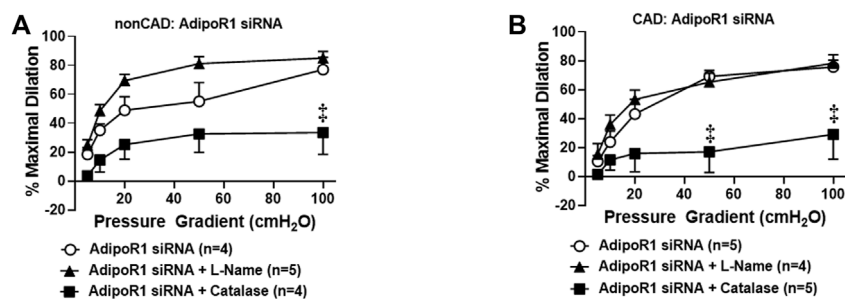 A
nonCAD: AdipoR1 siRNA
% Maximal Dilation
100
80
60
40
20
0
-20
20
40
60
80
100
‡
Pressure Gradient (cmH₂O)
AdipoR1 siRNA (n=4)
AdipoR1 siRNA + L-Name (n=5)
AdipoR1 siRNA + Catalase (n=4)
B
CAD: AdipoR1 siRNA
% Maximal Dilation
100
80
60
40
20
0
-20
20
40
60
80
100
‡
‡
Pressure Gradient (cmH₂O)
AdipoR1 siRNA (n=5)
AdipoR1 siRNA + L-Name (n=4)
AdipoR1 siRNA + Catalase (n=5)